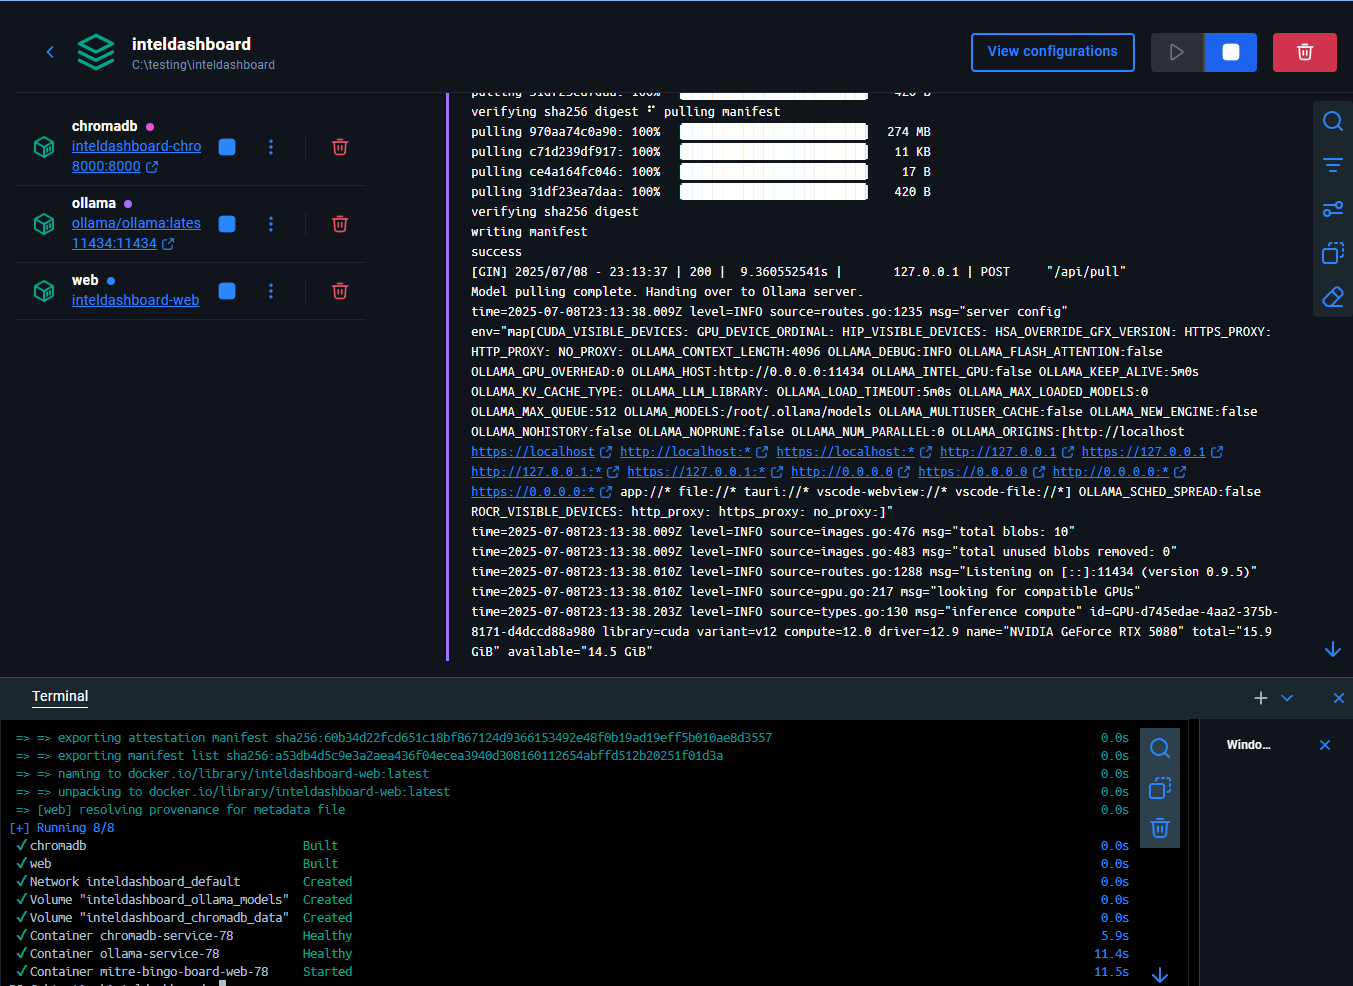 inteldashboard
C:\testing\inteldashboard
View configurations
chromadb
inteldashboard-chro
8000:8000
ollama
ollama/ollama:lates
11434:11434
web
inteldashboard-web
pulling 31df23ea7daa: 100% 420 B
verifying sha256 digest ⠋ pulling manifest
pulling 970aa74c0a90: 100% 274 MB
pulling c71d239df917: 100% 11 KB
pulling ce4a164fc046: 100% 17 B
pulling 31df23ea7daa: 100% 420 B
verifying sha256 digest
writing manifest
success
[GIN] 2025/07/08 - 23:13:37 | 200 | 9.360552541s | 127.0.0.1 | POST "/api/pull"
Model pulling complete. Handing over to Ollama server.
time=2025-07-08T23:13:38.009Z level=INFO source=routes.go:1235 msg="server config"
env="map[CUDA_VISIBLE_DEVICES: GPU_DEVICE_ORDINAL: HIP_VISIBLE_DEVICES: HSA_OVERRIDE_GFX_VERSION: HTTPS_PROXY:
HTTP_PROXY: NO_PROXY: OLLAMA_CONTEXT_LENGTH:4096 OLLAMA_DEBUG:INFO OLLAMA_FLASH_ATTENTION:false
OLLAMA_GPU_OVERHEAD:0 OLLAMA_HOST:http://0.0.0.0:11434 OLLAMA_INTEL_GPU:false OLLAMA_KEEP_ALIVE:5m0s
OLLAMA_KV_CACHE_TYPE: OLLAMA_LLM_LIBRARY: OLLAMA_LOAD_TIMEOUT:5m0s OLLAMA_MAX_LOADED_MODELS:0
OLLAMA_MAX_QUEUE:512 OLLAMA_MODELS:/root/.ollama/models OLLAMA_MULTIUSER_CACHE:false OLLAMA_NEW_ENGINE:false
OLLAMA_NOHISTORY:false OLLAMA_NOPRUNE:false OLLAMA_NUM_PARALLEL:0 OLLAMA_ORIGINS:[http://localhost
https://localhost http://localhost:* https://localhost:* http://127.0.0.1 https://127.0.0.1
http://127.0.0.1:* https://127.0.0.1:* http://0.0.0.0 https://0.0.0.0 http://0.0.0.0:*
https://0.0.0.0:* app://* file://* tauri://* vscode-webview://* vscode-file://*] OLLAMA_SCHED_SPREAD:false
ROCR_VISIBLE_DEVICES: http_proxy: https_proxy: no_proxy:]"
time=2025-07-08T23:13:38.009Z level=INFO source=images.go:476 msg="total blobs: 10"
time=2025-07-08T23:13:38.009Z level=INFO source=images.go:483 msg="total unused blobs removed: 0"
time=2025-07-08T23:13:38.010Z level=INFO source=routes.go:1288 msg="Listening on [::]:11434 (version 0.9.5)"
time=2025-07-08T23:13:38.010Z level=INFO source=gpu.go:217 msg="looking for compatible GPUs"
time=2025-07-08T23:13:38.203Z level=INFO source=types.go:130 msg="inference compute" id=GPU-d745edae-4aa2-375b-
8171-d4dccd88a980 library=cuda variant=v12 compute=12.0 driver=12.9 name="NVIDIA GeForce RTX 5080" total="15.9
GiB" available="14.5 GiB"
Terminal
=> => exporting attestation manifest sha256:60b34d22fcd651c18bf867124d9366153492e48f0b19ad19eff5b010ae8d3557 0.0s
=> => exporting manifest list sha256:a53db4d5c9e3a2aea436f04ecea3940d308160112654abffd512b20251f01d3a 0.0s
=> => naming to docker.io/library/inteldashboard-web:latest 0.0s
=> => unpacking to docker.io/library/inteldashboard-web:latest 0.0s
=> [web] resolving provenance for metadata file 0.0s
[+] Running 8/8
✓ chromadb Built 0.0s
✓ web Built 0.0s
✓ Network inteldashboard_default Created 0.0s
✓ Volume "inteldashboard_ollama_models" Created 0.0s
✓ Volume "inteldashboard_chromadb_data" Created 0.0s
✓ Container chromadb-service-78 Healthy 5.9s
✓ Container ollama-service-78 Healthy 11.4s
✓ Container mitre-bingo-board-web-78 Started 11.5s
Windo...